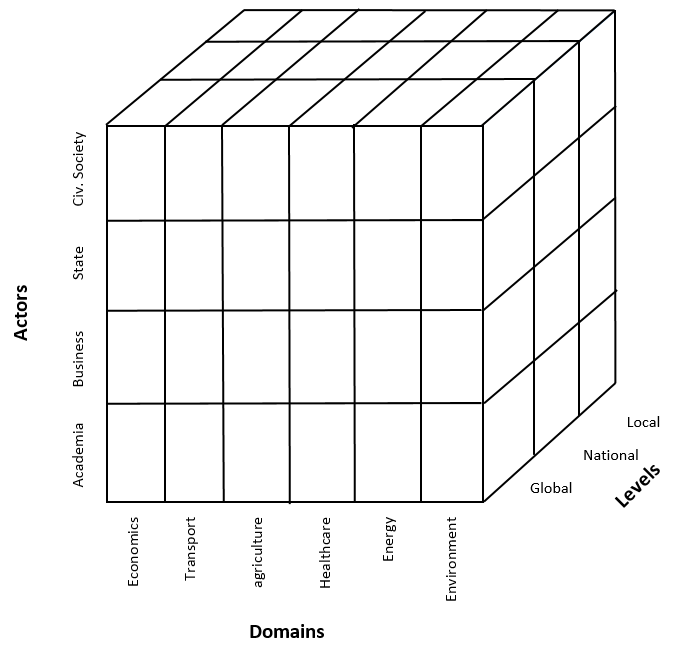 Civ. Society
State
Business
Academia
Actors
Economics
Transport
agriculture
Healthcare
Energy
Environment
Domains
Global
National
Local
Levels